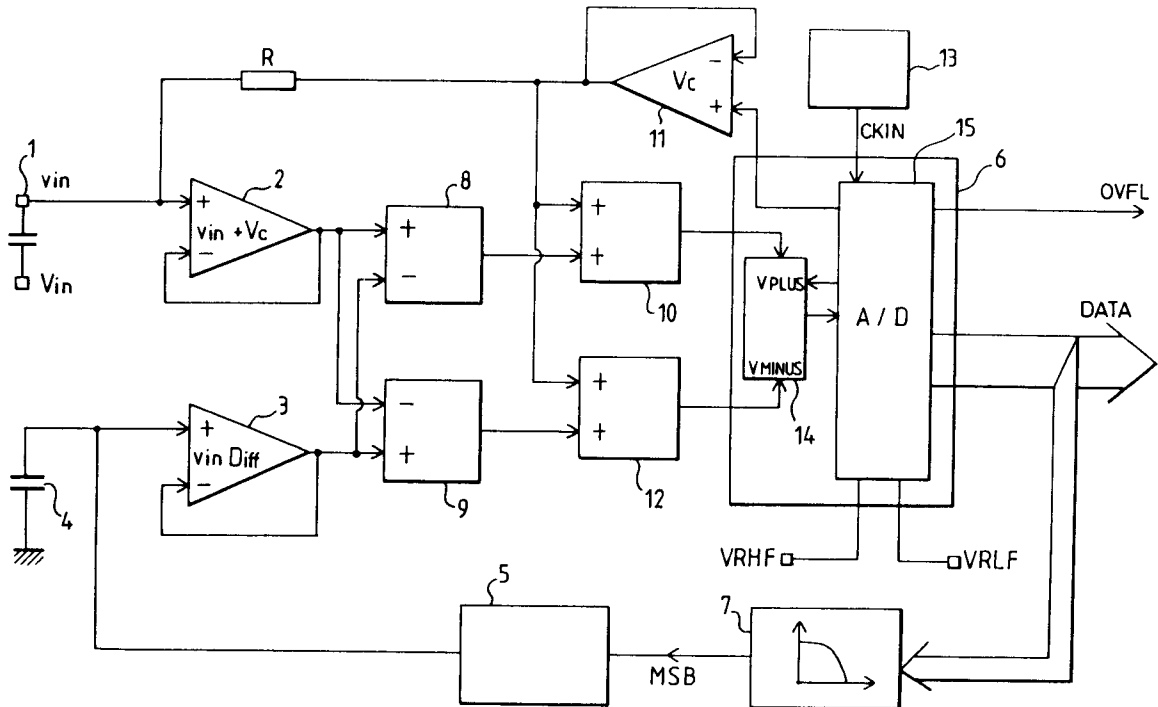 R
Vc
-
+
11
13
CKIN
15
6
1
vin
2
+
vin + Vc
-
Vin
8
+
-
+
+
10
OVFL
VPLUS
A / D
VMINUS
14
DATA
3
+
vin Diff
-
4
-
+
9
+
+
12
VRHF
VRLF
5
MSB
7